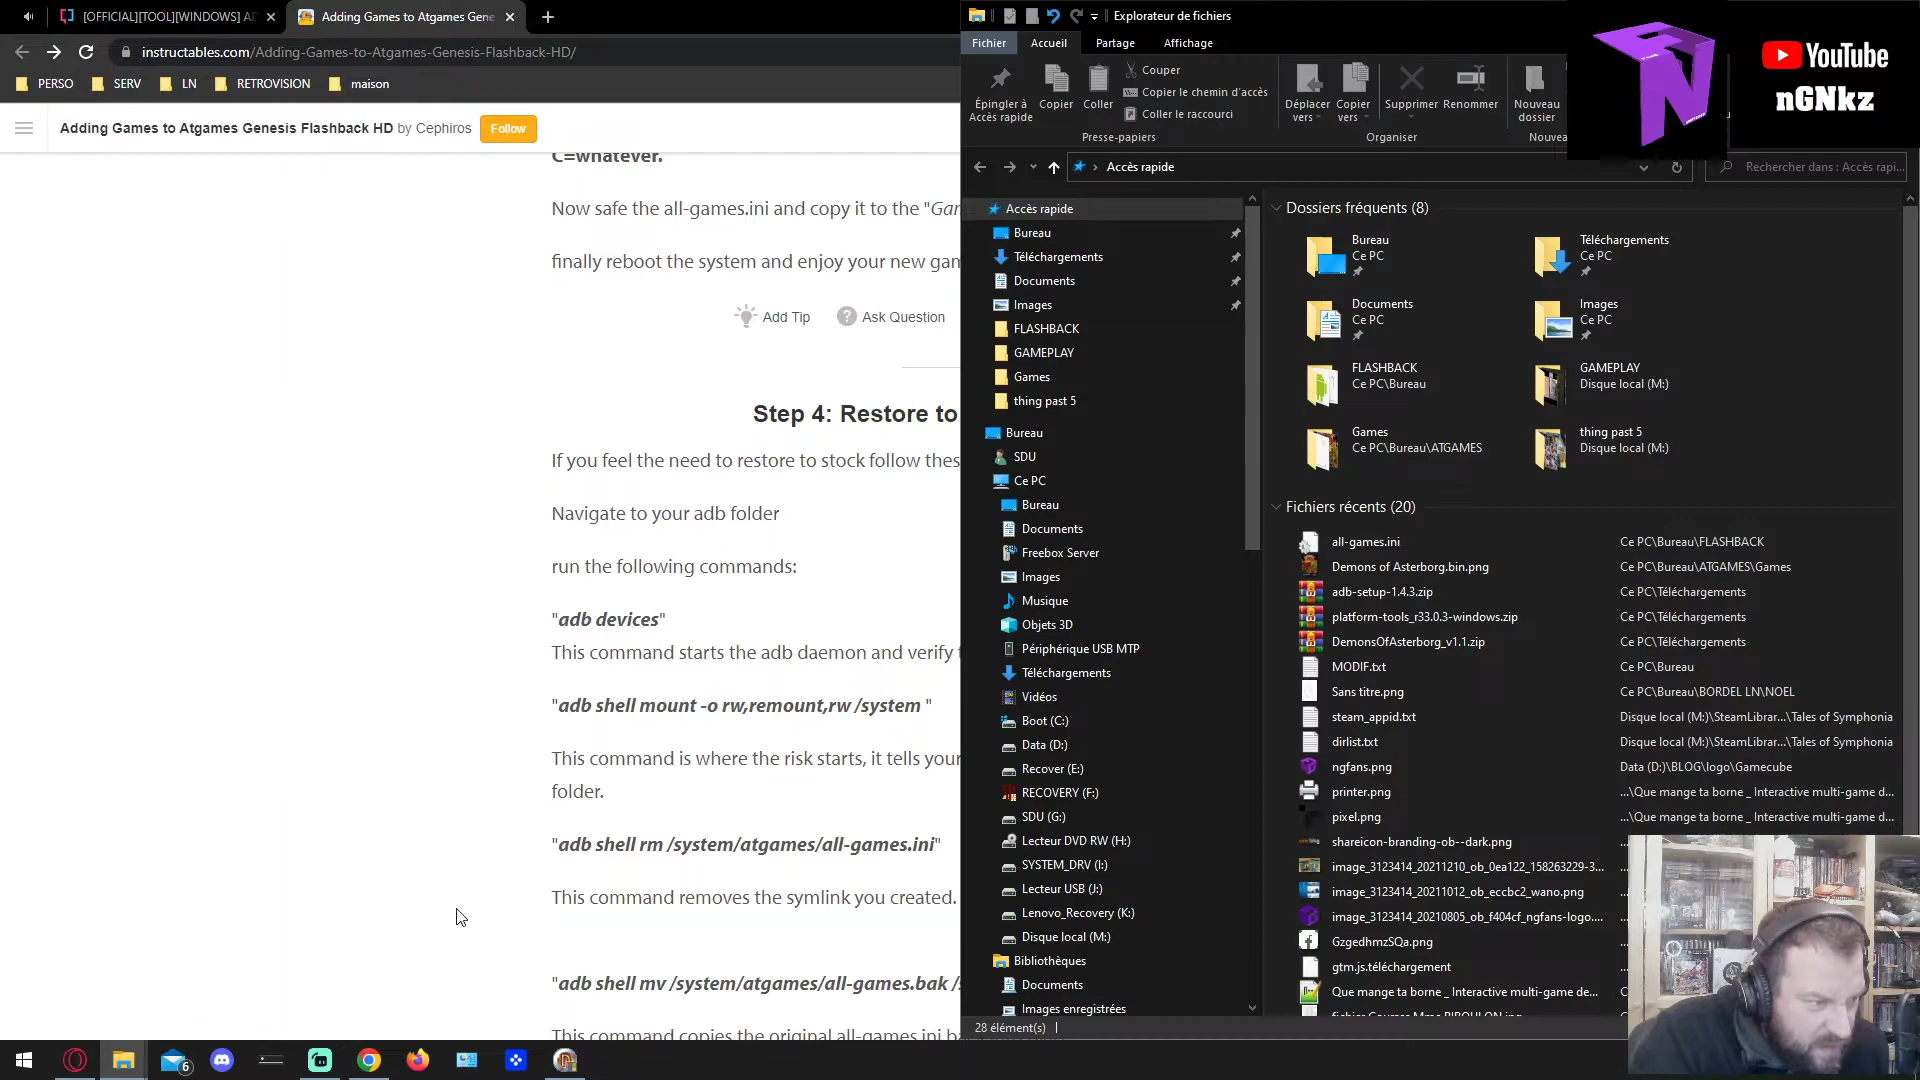 [OFFICIAL][TOOL][WINDOWS] AD
Adding Games to Atgames Gene
instructables.com/Adding-Games-to-Atgames-Genesis-Flashback-HD/
PERSO
SERV
LN
RETROVISION
maison
Adding Games to Atgames Genesis Flashback HD by Cephiros
Follow
C=whatever.
Now safe the all-games.ini and copy it to the "Gam
finally reboot the system and enjoy your new gam
Add Tip
Ask Question
Step 4: Restore to
If you feel the need to restore to stock follow thes
Navigate to your adb folder
run the following commands:
"adb devices"
This command starts the adb daemon and verify t
"adb shell mount -o rw,remount,rw /system "
This command is where the risk starts, it tells your
folder.
"adb shell rm /system/atgames/all-games.ini"
This command removes the symlink you created.
"adb shell mv /system/atgames/all-games.bak /s
This command copies the original all-games.ini ba
Explorateur de fichiers
Fichier
Accueil
Partage
Affichage
Épingler à
Accès rapide
Copier
Coller
Couper
Copier le chemin d'accès
Coller le raccourci
Presse-papiers
Déplacer
vers
Copier
vers
Supprimer
Renommer
Organiser
Nouveau
dossier
Nouvea
YouTube
nGNkz
Accès rapide
Rechercher dans : Accès rapi...
Accès rapide
Bureau
Téléchargements
Documents
Images
FLASHBACK
GAMEPLAY
Games
thing past 5
Bureau
SDU
Ce PC
Bureau
Documents
Freebox Server
Images
Musique
Objets 3D
Périphérique USB MTP
Téléchargements
Vidéos
Boot (C:)
Data (D:)
Recover (E:)
RECOVERY (F:)
SDU (G:)
Lecteur DVD RW (H:)
SYSTEM_DRV (I:)
Lecteur USB (J:)
Lenovo_Recovery (K:)
Disque local (M:)
Bibliothèques
Documents
Images enregistrées
28 élément(s)
Dossiers fréquents (8)
Bureau
Ce PC
Téléchargements
Ce PC
Documents
Ce PC
Images
Ce PC
FLASHBACK
Ce PC\Bureau
GAMEPLAY
Disque local (M:)
Games
Ce PC\Bureau\ATGAMES
thing past 5
Disque local (M:)
Fichiers récents (20)
all-games.ini Ce PC\Bureau\FLASHBACK
Demons of Asterborg.bin.png Ce PC\Bureau\ATGAMES\Games
adb-setup-1.4.3.zip Ce PC\Téléchargements
platform-tools_r33.0.3-windows.zip Ce PC\Téléchargements
DemonsOfAsterborg_v1.1.zip Ce PC\Téléchargements
MODIF.txt Ce PC\Bureau
Sans titre.png Ce PC\Bureau\BORDEL LN\NOEL
steam_appid.txt Disque local (M:)\SteamLibrar...\Tales of Symphonia
dirlist.txt Disque local (M:)\SteamLibrar...\Tales of Symphonia
ngfans.png Data (D:)\BLOG\logo\Gamecube
printer.png ...\Que mange ta borne _ Interactive multi-game d...
pixel.png ...\Que mange ta borne _ Interactive multi-game d...
shareicon-branding-ob--dark.png
image_3123414_20211210_ob_0ea122_158263229-3...
image_3123414_20211012_ob_eccbc2_wano.png
image_3123414_20210805_ob_f404cf_ngfans-logo....
GzgedhmzSQa.png
gtm.js.téléchargement
Que mange ta borne _ Interactive multi-game de...
6